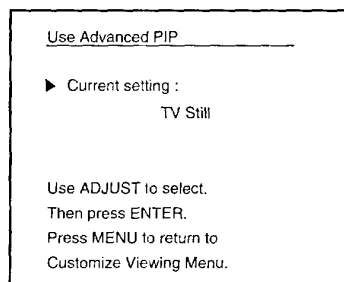 Use Advanced PIP
▶ Current setting :
TV Still
Use ADJUST to select.
Then press ENTER.
Press MENU to return to
Customize Viewing Menu.